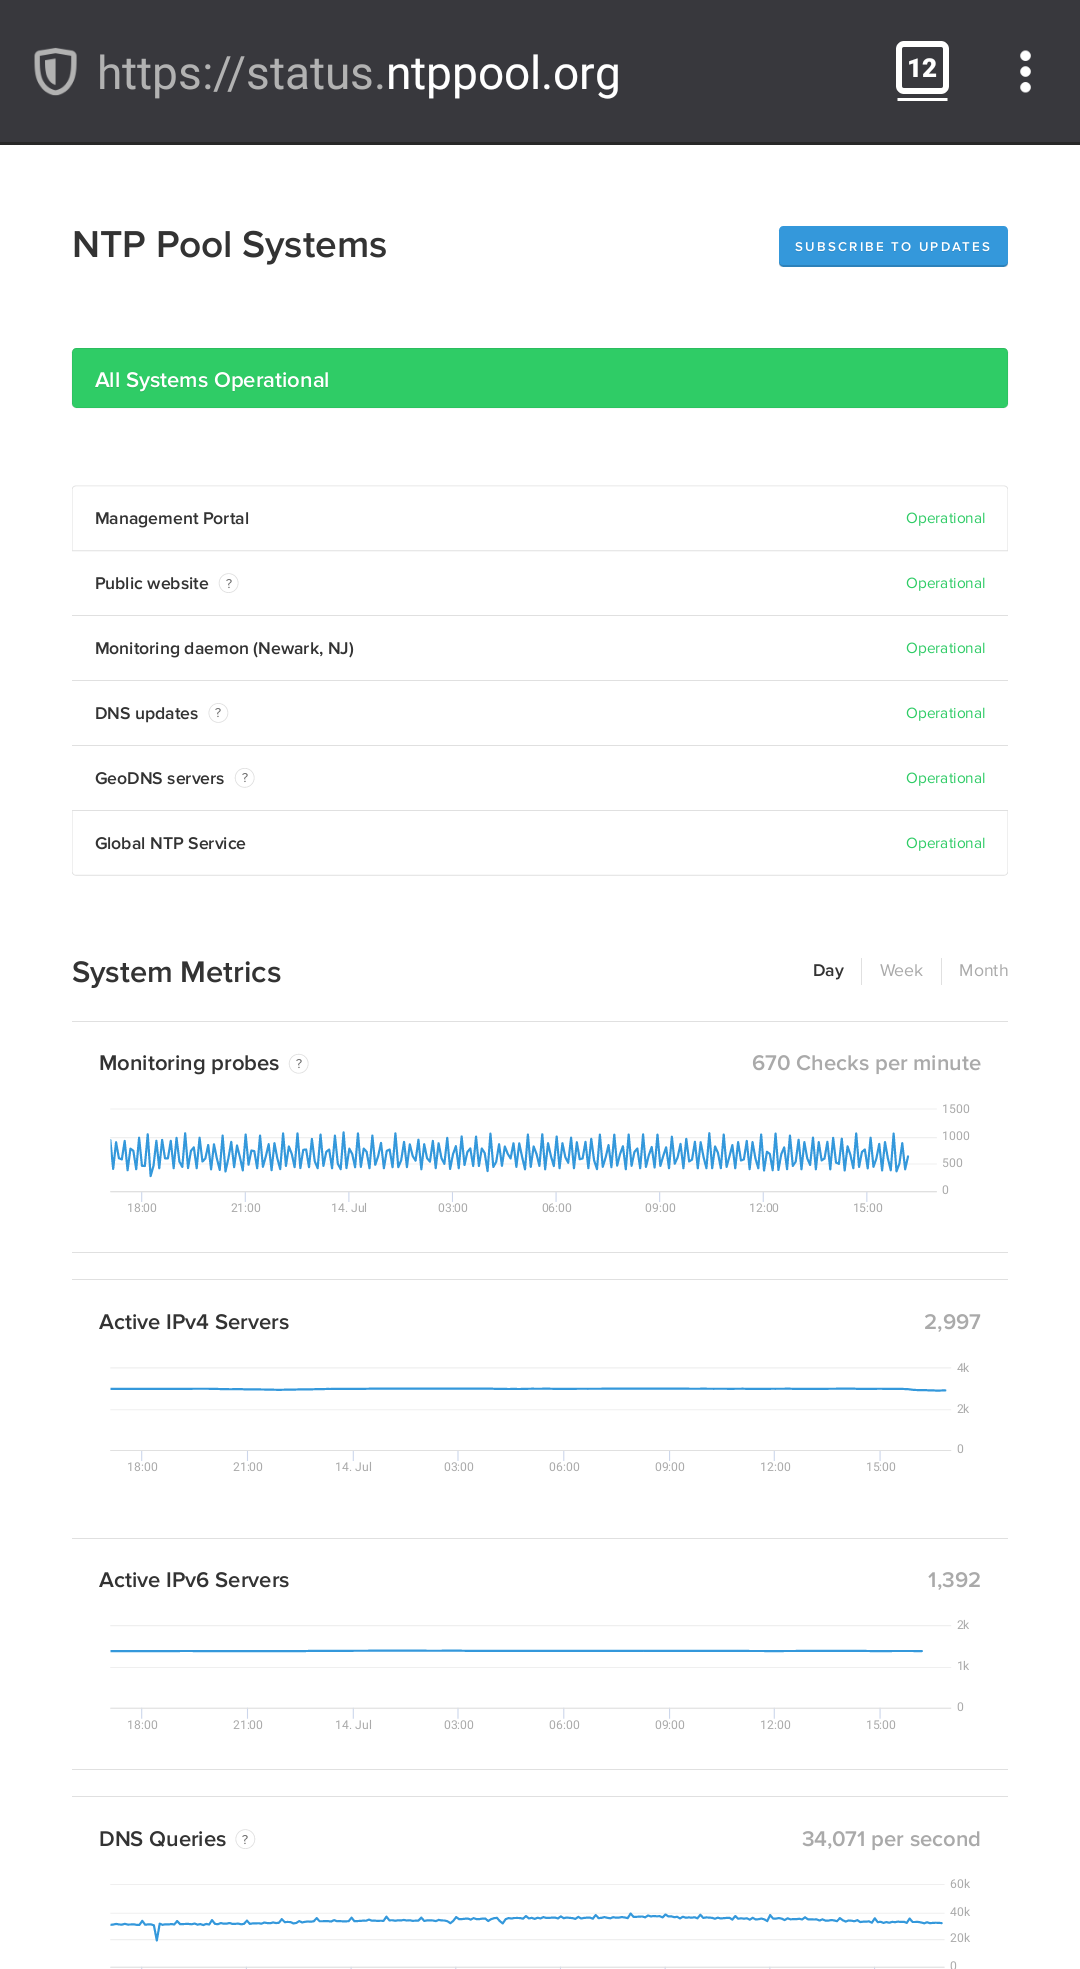 https://status.ntppool.org
12
NTP Pool Systems
SUBSCRIBE TO UPDATES
All Systems Operational
Management Portal Operational
Public website ? Operational
Monitoring daemon (Newark, NJ) Operational
DNS updates ? Operational
GeoDNS servers ? Operational
Global NTP Service Operational
System Metrics Day Week Month
Monitoring probes ? 670 Checks per minute
1500
1000
500
0
18:00 21:00 14. Jul 03:00 06:00 09:00 12:00 15:00
Active IPv4 Servers 2,997
4k
2k
0
18:00 21:00 14. Jul 03:00 06:00 09:00 12:00 15:00
Active IPv6 Servers 1,392
2k
1k
0
18:00 21:00 14. Jul 03:00 06:00 09:00 12:00 15:00
DNS Queries ? 34,071 per second
60k
40k
20k
0